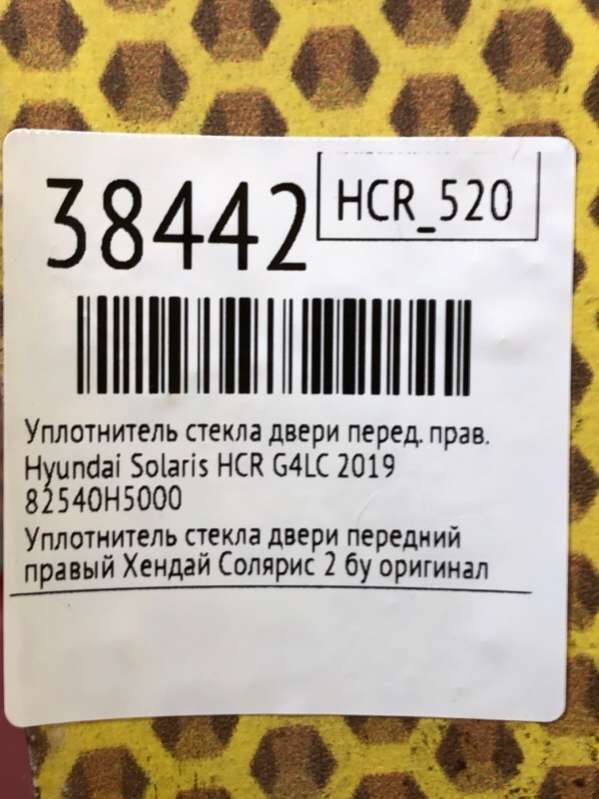 38442
HCR_520
Уплотнитель стекла двери перед. прав.
Hyundai Solaris HCR G4LC 2019
82540H5000
Уплотнитель стекла двери передний
правый Хендай Солярис 2 бу оригинал